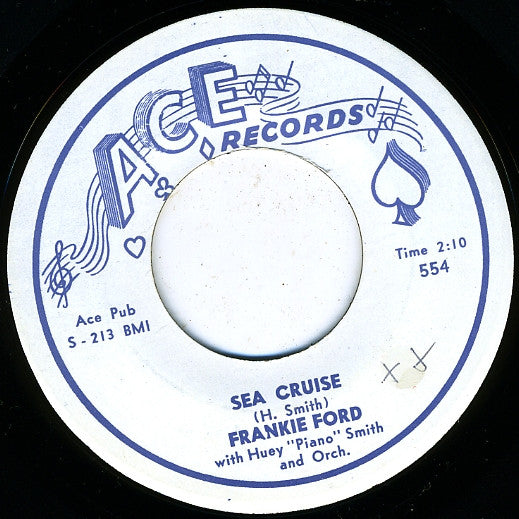 ACE
RECORDS
Time 2:10
554
Ace Pub
S - 213 BMI
SEA CRUISE
(H. Smith)
FRANKIE FORD
with Huey "Piano" Smith
and Orch.